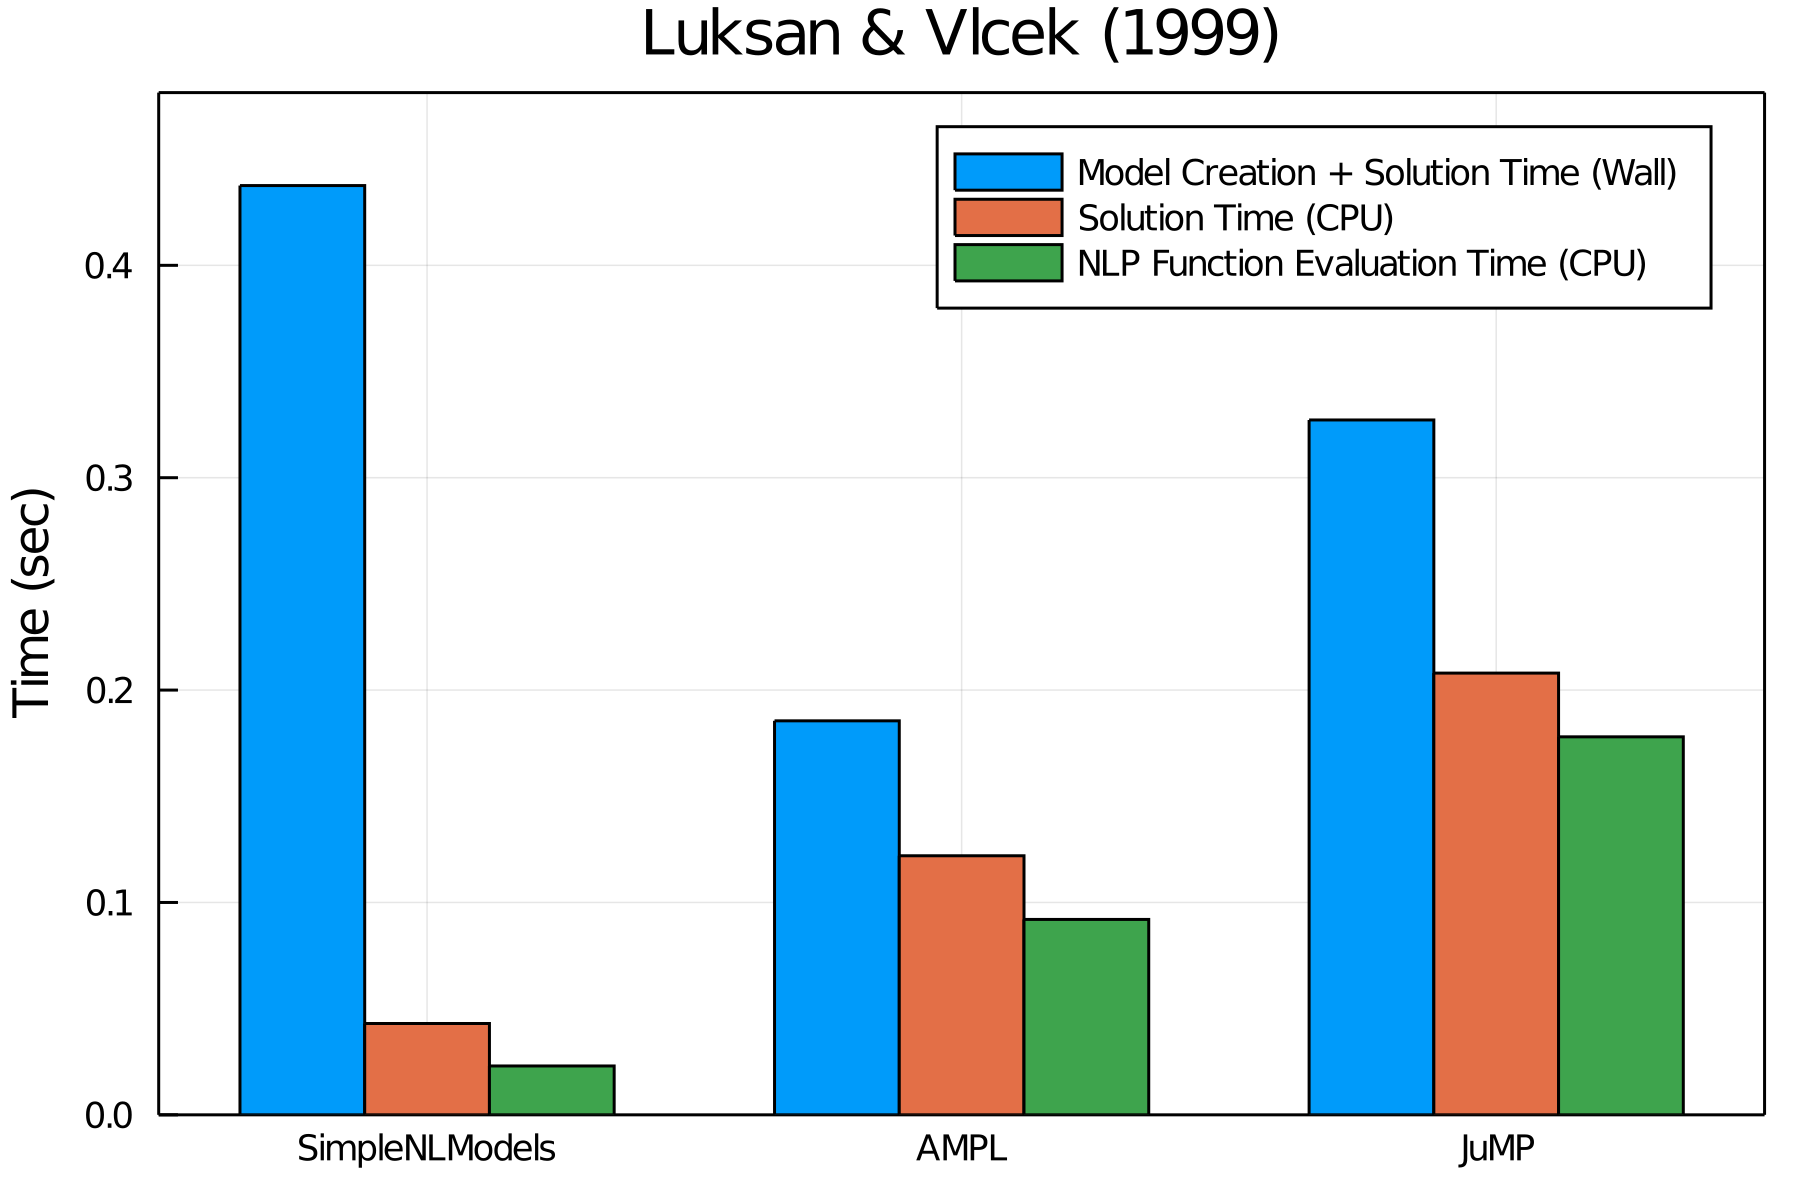 Luksan & Vlcek (1999)
Model Creation + Solution Time (Wall)
Solution Time (CPU)
NLP Function Evaluation Time (CPU)
Time (sec)
0.4
0.3
0.2
0.1
0.0
SimpleNLModels
AMPL
JuMP